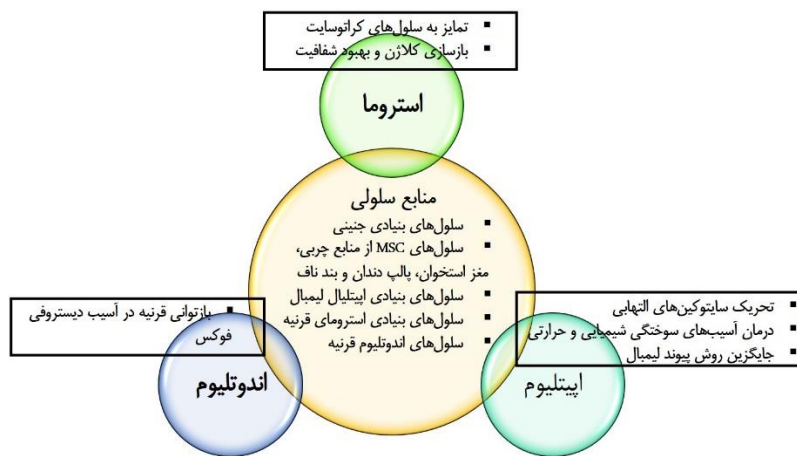 تمایز به سلول‌های کراتوسایت
بازسازی کلاژن و بهبود شفافیت
استروما
منابع سلولی
سلول‌های بنیادی جنینی
سلول‌های MSC از منابع چربی،
مغز استخوان، پالپ دندان و بند ناف
سلول‌های بنیادی اپیتلیال لیمبال
سلول‌های بنیادی استرومای قرنیه
سلول‌های اندوتلیوم قرنیه
تحریک سایتوکین‌های التهابی
درمان آسیب‌های سوختگی شیمیایی و حرارتی
جایگزین روش پیوند لیمبال
اپیتلیوم
بازتوانی قرنیه در آسیب دیستروفی
فوکس
اندوتلیوم